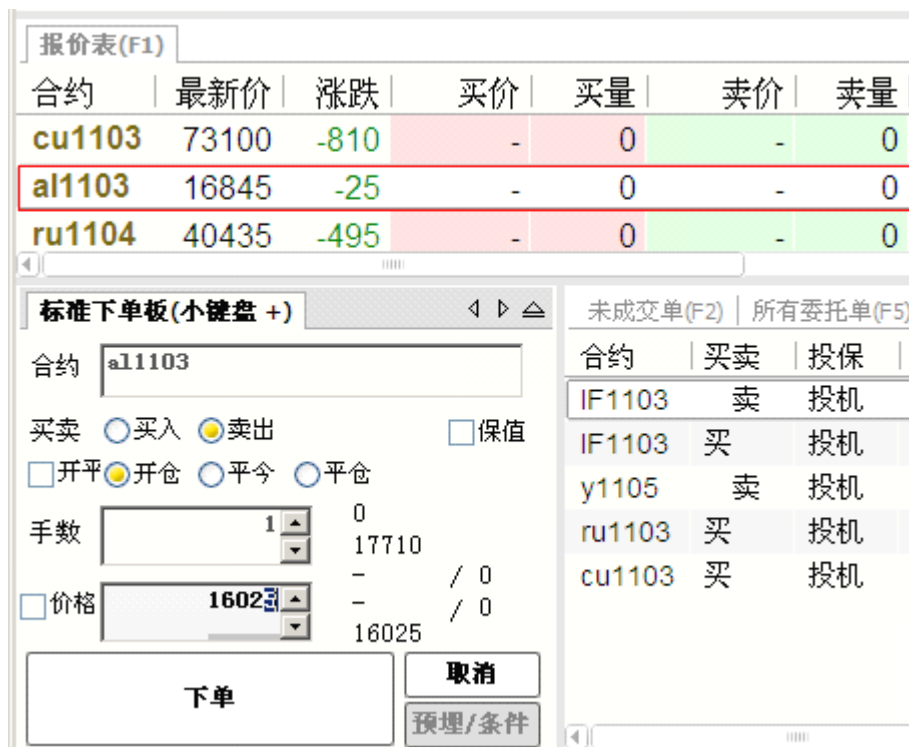 报价表(F1)
合约 最新价 涨跌 买价 买量 卖价 卖量
cu1103 73100 -810 - 0 - 0
al1103 16845 -25 - 0 - 0
ru1104 40435 -495 - 0 - 0
标准下单板(小键盘 +)
合约 al1103
买卖 买入 卖出 保值
开平 开仓 平今 平仓
手数 1 0
17710
- / 0
价格 16025 - / 0
16025
下单 取消
预埋/条件
未成交单(F2) 所有委托单(F5)
合约 买卖 投保
IF1103 卖 投机
IF1103 买 投机
y1105 卖 投机
ru1103 买 投机
cu1103 买 投机